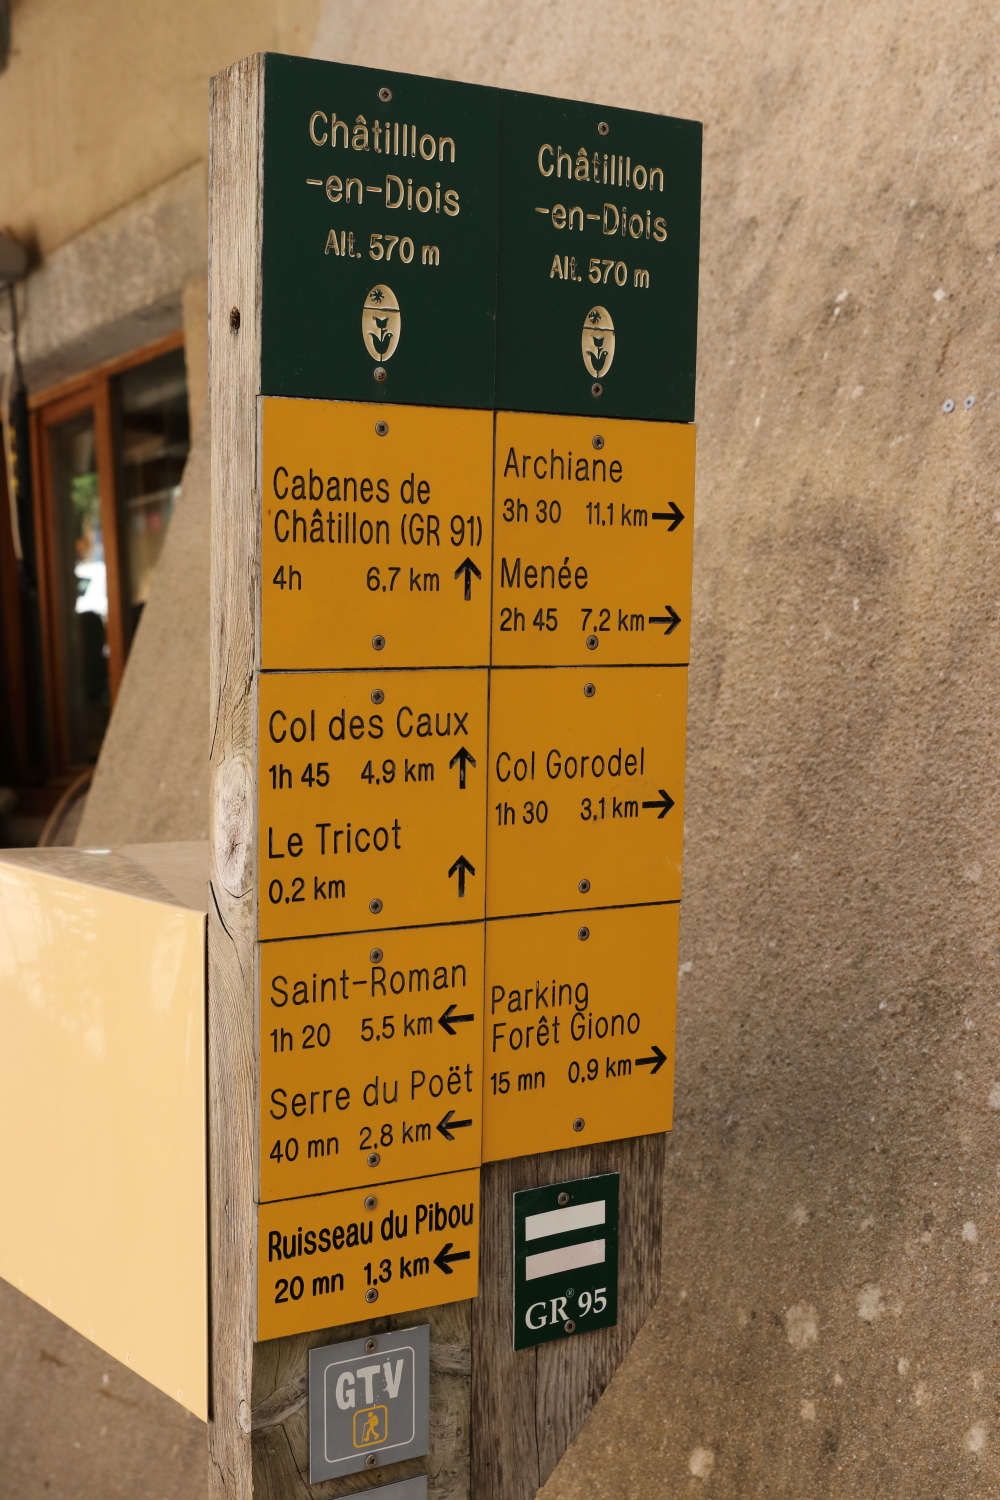 Châtilllon
-en-Diois
Alt. 570 m
Cabanes de
Châtillon (GR 91)
4h 6,7 km ↑
Col des Caux
1h 45 4,9 km ↑
Le Tricot
0,2 km ↑
Saint-Roman
1h 20 5,5 km ←
Serre du Poët
40 mn 2,8 km ←
Ruisseau du Pibou
20 mn 1,3 km ←
GTV
Châtilllon
-en-Diois
Alt. 570 m
Archiane
3h 30 11,1 km →
Menée
2h 45 7,2 km →
Col Gorodel
1h 30 3,1 km →
Parking
Forêt Giono
15 mn 0,9 km →
GR® 95